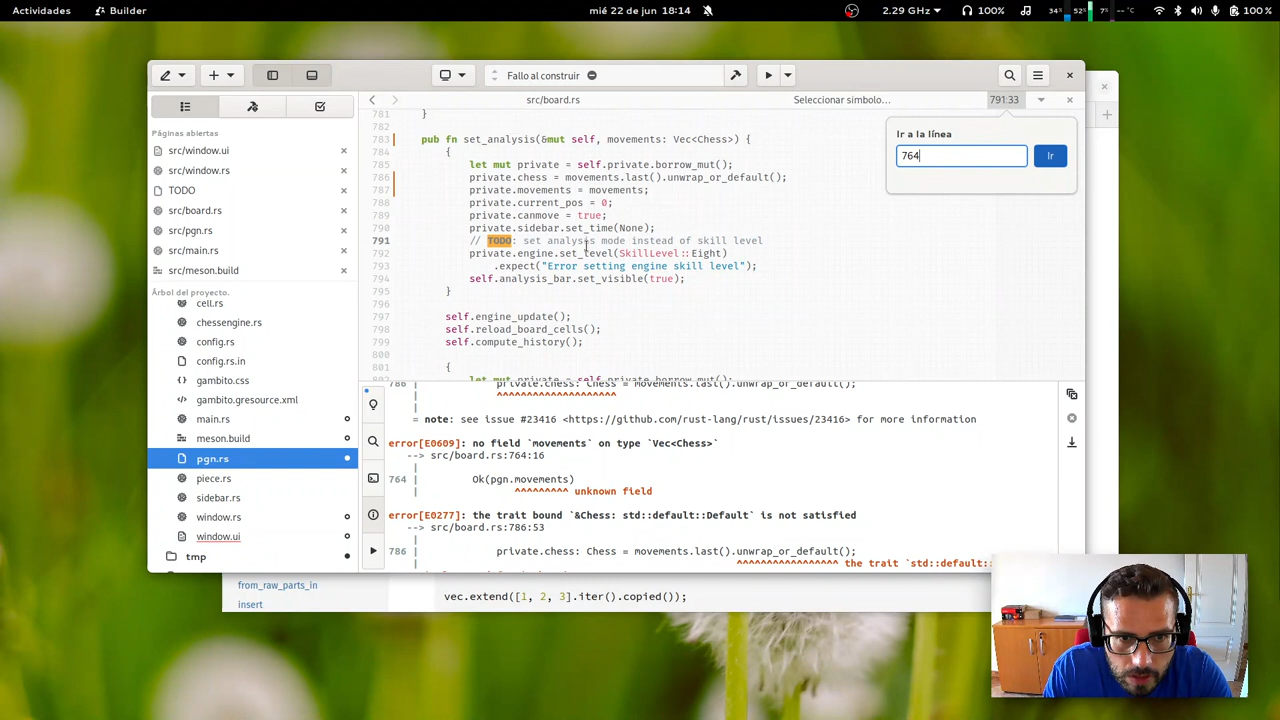 Actividades
Builder
mié 22 de jun 18:14
2.29 GHz
100%
34%
52%
7%
-- °C
100 %
Fallo al construir
src/board.rs
Seleccionar símbolo…
791:33
Páginas abiertas
src/window.ui
src/window.rs
TODO
src/board.rs
src/pgn.rs
src/main.rs
src/meson.build
Árbol del proyecto.
cell.rs
chessengine.rs
config.rs
config.rs.in
gambito.css
gambito.gresource.xml
main.rs
meson.build
pgn.rs
piece.rs
sidebar.rs
window.rs
window.ui
tmp
Ir a la línea
764
Ir
781 }
782
783 pub fn set_analysis(&mut self, movements: Vec<Chess>) {
784 {
785 let mut private = self.private.borrow_mut();
786 private.chess = movements.last().unwrap_or_default();
787 private.movements = movements;
788 private.current_pos = 0;
789 private.canmove = true;
790 private.sidebar.set_time(None);
791 // TODO: set analysis mode instead of skill level
792 private.engine.set_level(SkillLevel::Eight)
793 .expect("Error setting engine skill level");
794 self.analysis_bar.set_visible(true);
795 }
796
797 self.engine_update();
798 self.reload_board_cells();
799 self.compute_history();
800
801 {
802 let mut private = self.private.borrow_mut();
786 | private.chess: Chess = movements.last().unwrap_or_default();
| ^^^^^^^^^^^^^^^^^^^^
= note: see issue #23416 <https://github.com/rust-lang/rust/issues/23416> for more information
error[E0609]: no field `movements` on type `Vec<Chess>`
--> src/board.rs:764:16
|
764 | Ok(pgn.movements)
| ^^^^^^^^^ unknown field
error[E0277]: the trait bound `&Chess: std::default::Default` is not satisfied
--> src/board.rs:786:53
|
786 | private.chess: Chess = movements.last().unwrap_or_default();
| ^^^^^^^^^^^^^^^^^ the trait `std::default::
from_raw_parts_in
insert
vec.extend([1, 2, 3].iter().copied());